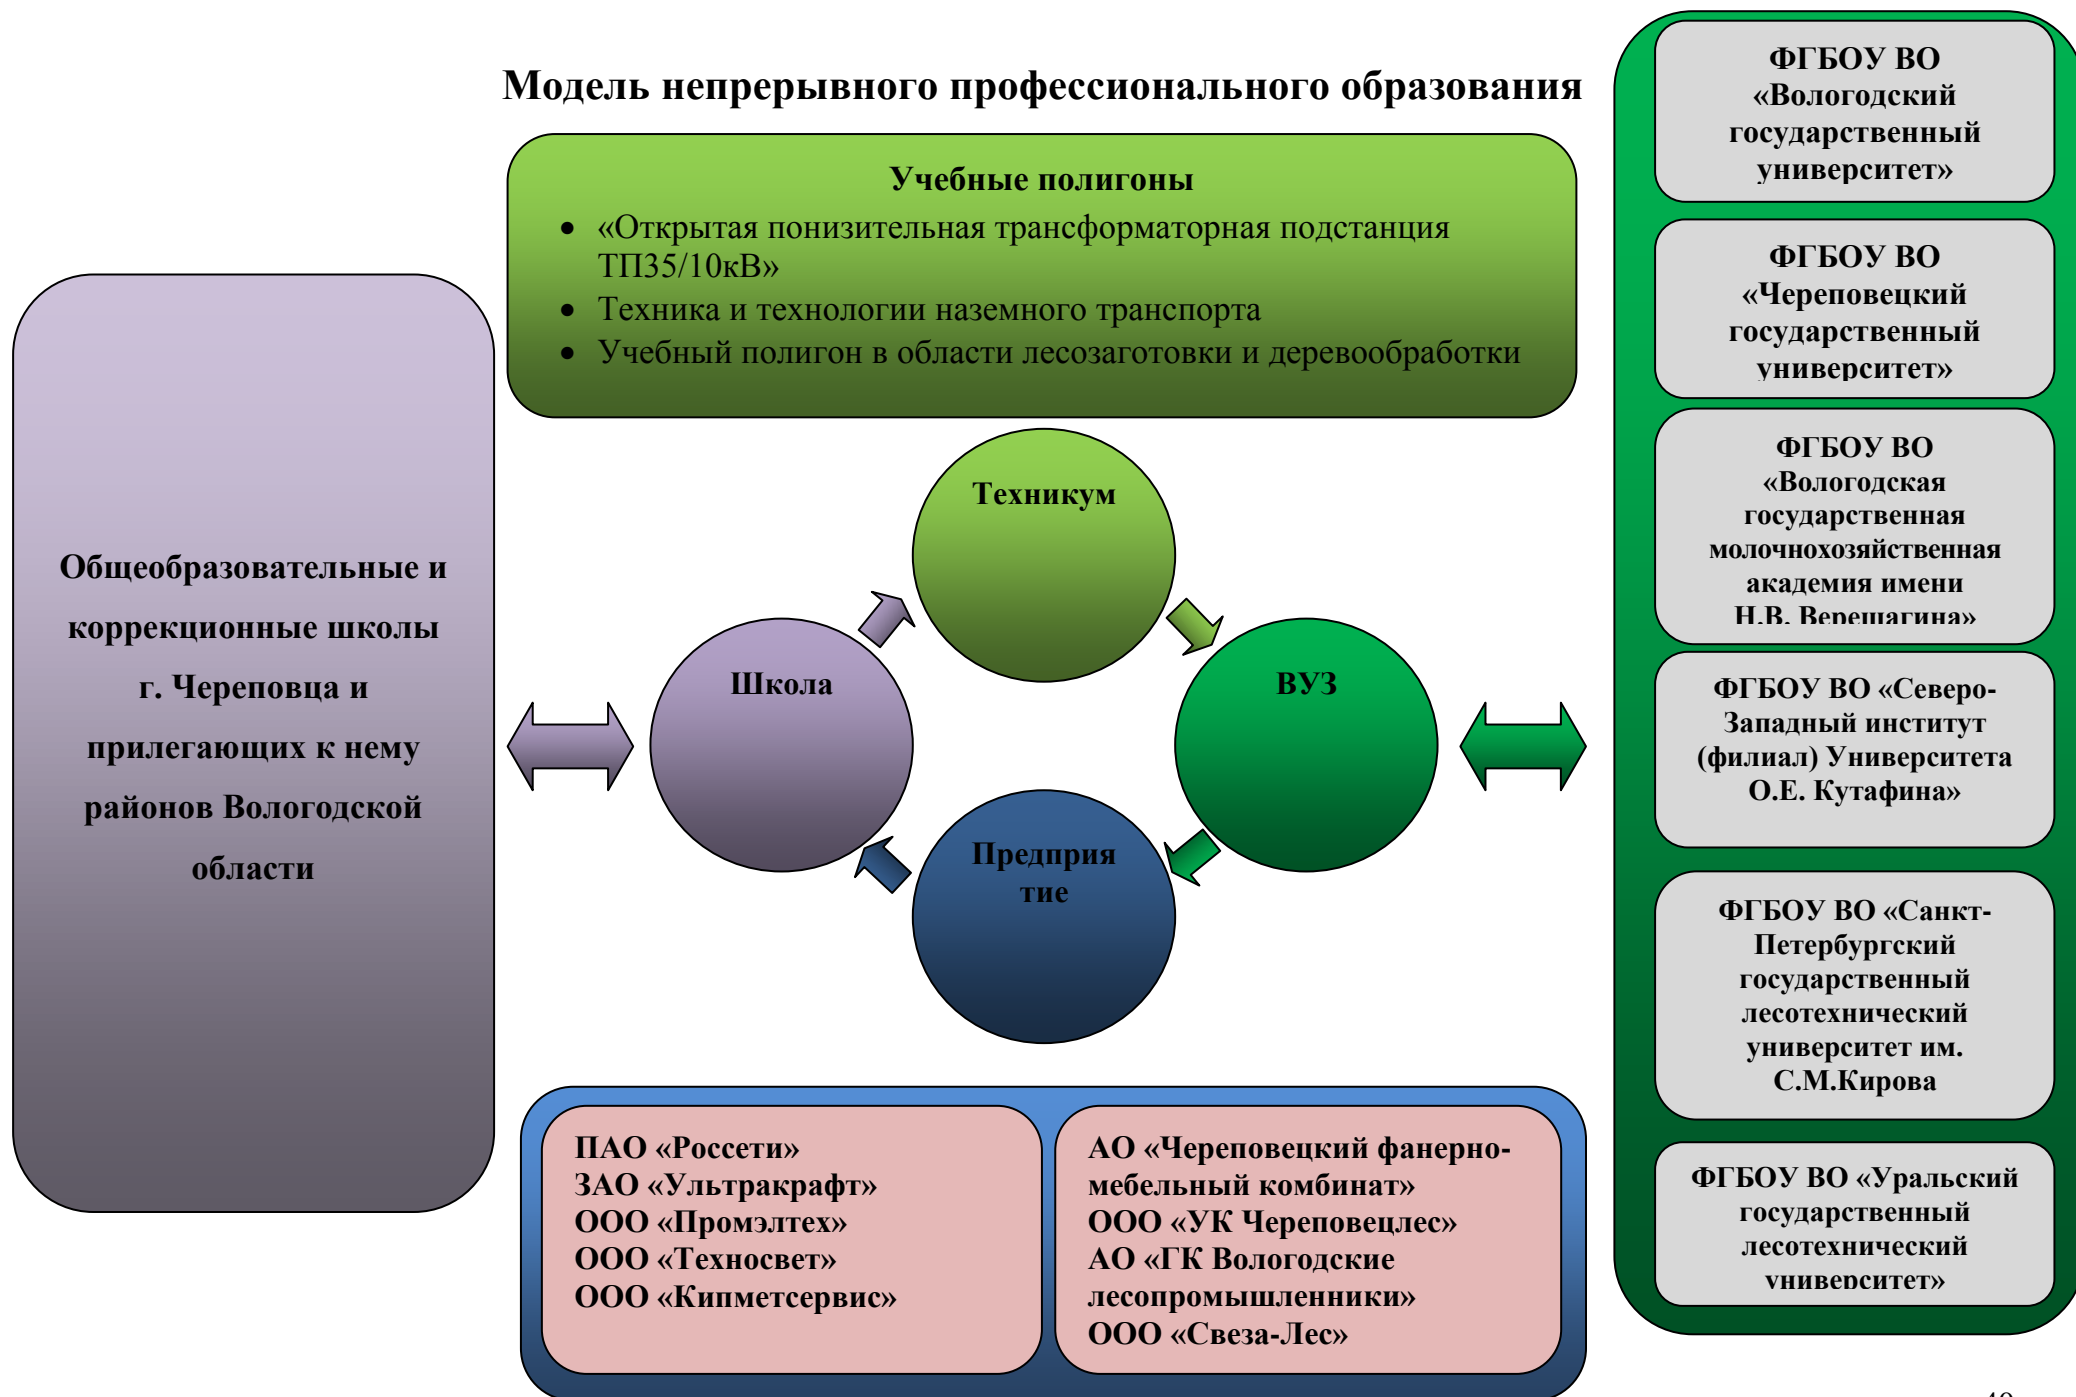 Модель непрерывного профессионального образования
Учебные полигоны
• «Открытая понизительная трансформаторная подстанция
ТП35/10кВ»
• Техника и технологии наземного транспорта
• Учебный полигон в области лесозаготовки и деревообработки
Общеобразовательные и
коррекционные школы
г. Череповца и
прилегающих к нему
районов Вологодской
области
Техникум
Школа
ВУЗ
Предприя
тие
ПАО «Россети»
ЗАО «Ультракрафт»
ООО «Промэлтех»
ООО «Техносвет»
ООО «Кипметсервис»
АО «Череповецкий фанерно-
мебельный комбинат»
ООО «УК Череповецлес»
АО «ГК Вологодские
лесопромышленники»
ООО «Свеза-Лес»
ФГБОУ ВО
«Вологодский
государственный
университет»
ФГБОУ ВО
«Череповецкий
государственный
университет»
ФГБОУ ВО
«Вологодская
государственная
молочнохозяйственная
академия имени
Н.В. Верещагина»
ФГБОУ ВО «Северо-
Западный институт
(филиал) Университета
О.Е. Кутафина»
ФГБОУ ВО «Санкт-
Петербургский
государственный
лесотехнический
университет им.
С.М.Кирова
ФГБОУ ВО «Уральский
государственный
лесотехнический
университет»